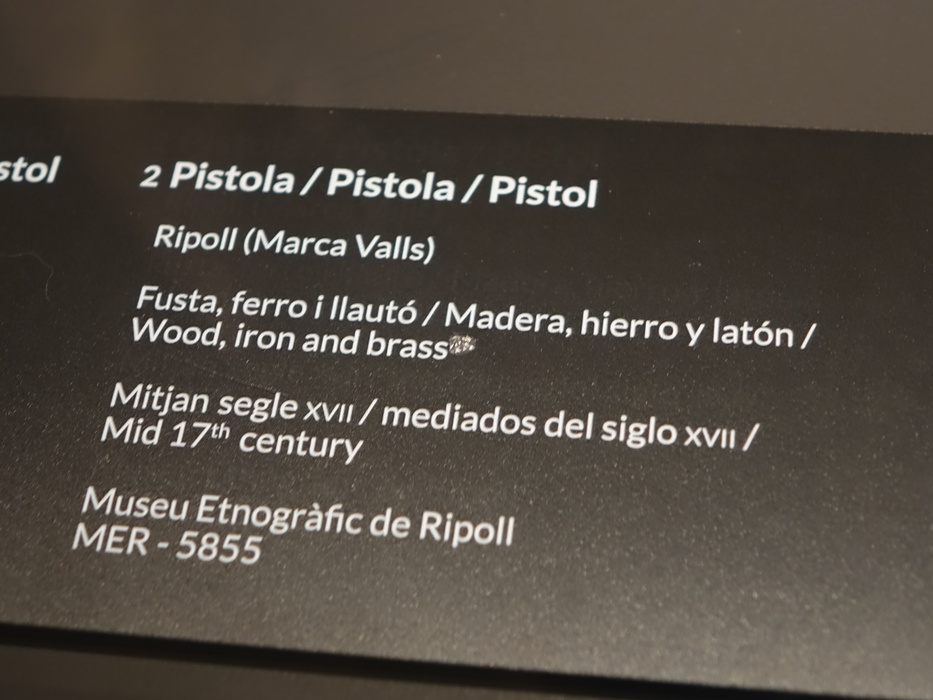 stol
2 Pistola / Pistola / Pistol
Ripoll (Marca Valls)
Fusta, ferro i llautó / Madera, hierro y latón /
Wood, iron and brass
Mitjan segle XVII / mediados del siglo XVII /
Mid 17th century
Museu Etnogràfic de Ripoll
MER - 5855